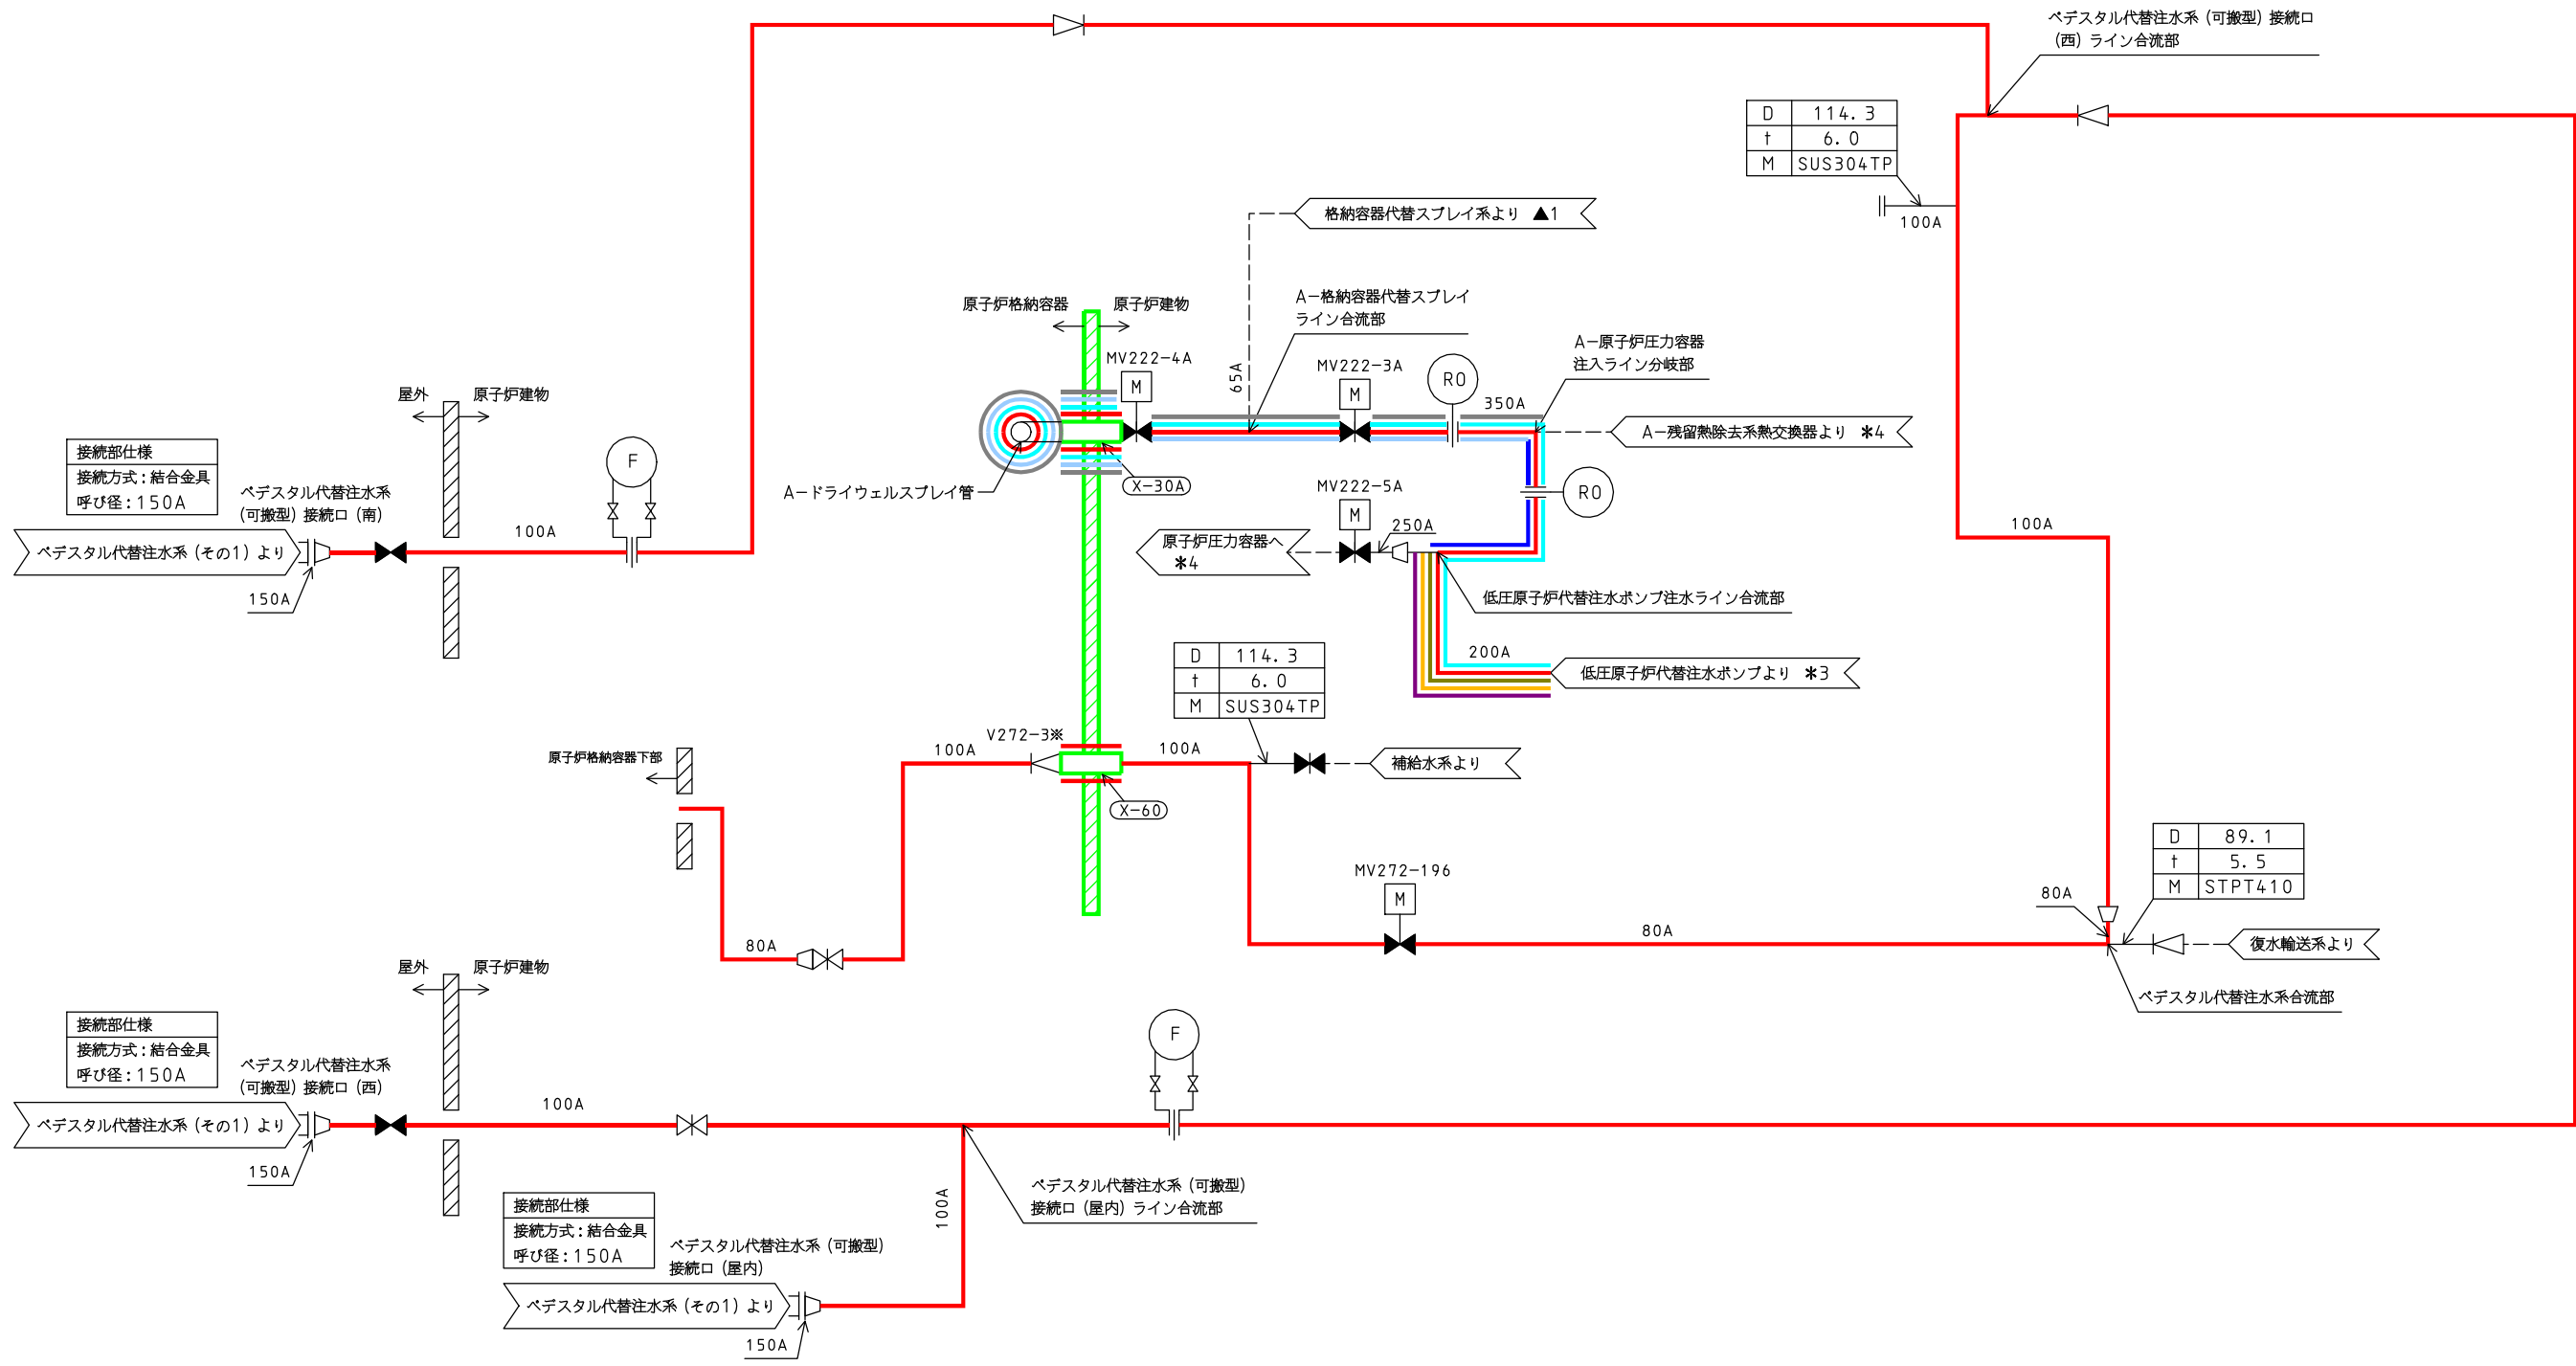 ペデスタル代替注水系（可搬型）接続口
（西）ライン合流部
D 114.3
t 6.0
M SUS304TP
100A
格納容器代替スプレイ系より ▲1
原子炉格納容器
原子炉建物
A－格納容器代替スプレイ
ライン合流部
65A
MV222-4A
M
MV222-3A
M
RO
350A
A－原子炉圧力容器
注入ライン分岐部
A－残留熱除去系熱交換器より ＊4
屋外
原子炉建物
接続部仕様
接続方式：結合金具
呼び径：150A
ペデスタル代替注水系
（可搬型）接続口（南）
ペデスタル代替注水系（その1）より
150A
100A
F
A－ドライウェルスプレイ管
X-30A
MV222-5A
M
250A
RO
原子炉圧力容器へ
＊4
100A
低圧原子炉代替注水ポンプ注水ライン合流部
200A
低圧原子炉代替注水ポンプより ＊3
D 114.3
t 6.0
M SUS304TP
原子炉格納容器下部
100A
V272-3※
100A
補給水系より
X-60
MV272-196
M
80A
80A
80A
D 89.1
t 5.5
M STPT410
復水輸送系より
ペデスタル代替注水系合流部
屋外
原子炉建物
接続部仕様
接続方式：結合金具
呼び径：150A
ペデスタル代替注水系
（可搬型）接続口（西）
ペデスタル代替注水系（その1）より
150A
100A
F
100A
ペデスタル代替注水系（可搬型）
接続口（屋内）ライン合流部
接続部仕様
接続方式：結合金具
呼び径：150A
ペデスタル代替注水系（可搬型）
接続口（屋内）
ペデスタル代替注水系（その1）より
150A